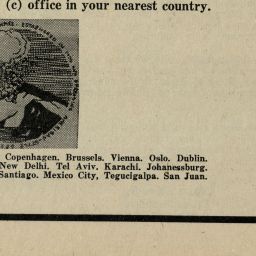 (c) office in your nearest country.
Copenhagen. Brussels. Vienna. Oslo. Dublin.
New Delhi. Tel Aviv. Karachi. Johanessburg.
Santiago. Mexico City, Tegucigalpa. San Juan.